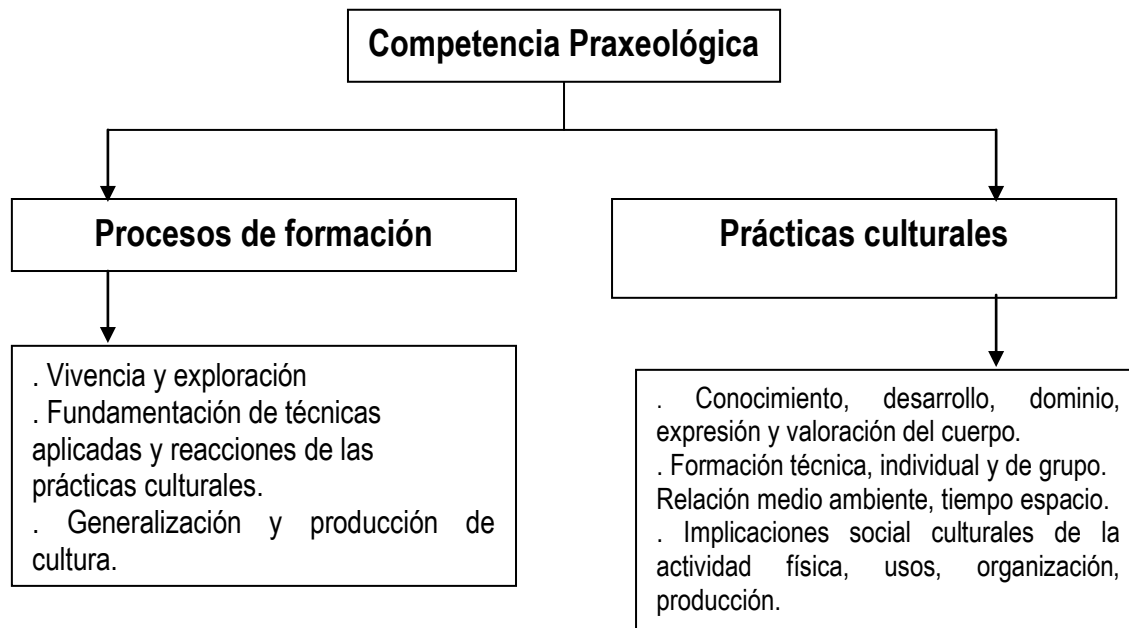 Competencia Praxeológica
Procesos de formación
Prácticas culturales
. Vivencia y exploración
. Fundamentación de técnicas
aplicadas y reacciones de las
prácticas culturales.
. Generalización y producción de
cultura.
. Conocimiento, desarrollo, dominio,
expresión y valoración del cuerpo.
. Formación técnica, individual y de grupo.
Relación medio ambiente, tiempo espacio.
. Implicaciones social culturales de la
actividad física, usos, organización,
producción.